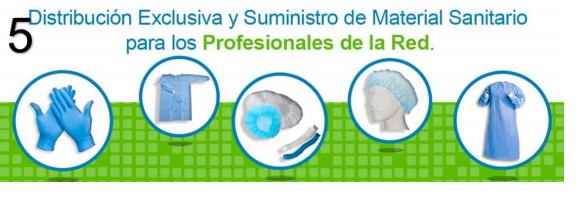 5
Distribución Exclusiva y Suministro de Material Sanitario
para los Profesionales de la Red.